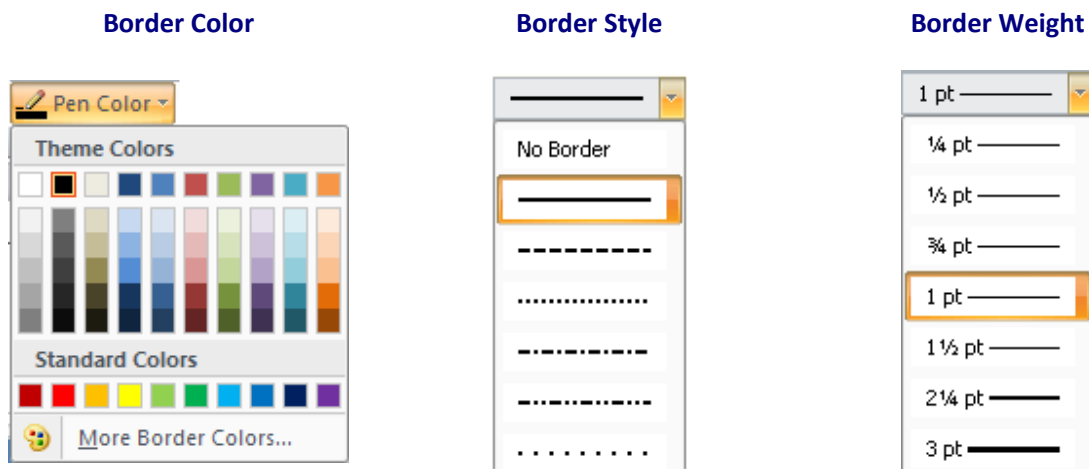 Border Color
Border Style
Border Weight
Pen Color
Theme Colors
Standard Colors
More Border Colors...
No Border
1 pt
¼ pt
½ pt
¾ pt
1 pt
1½ pt
2¼ pt
3 pt